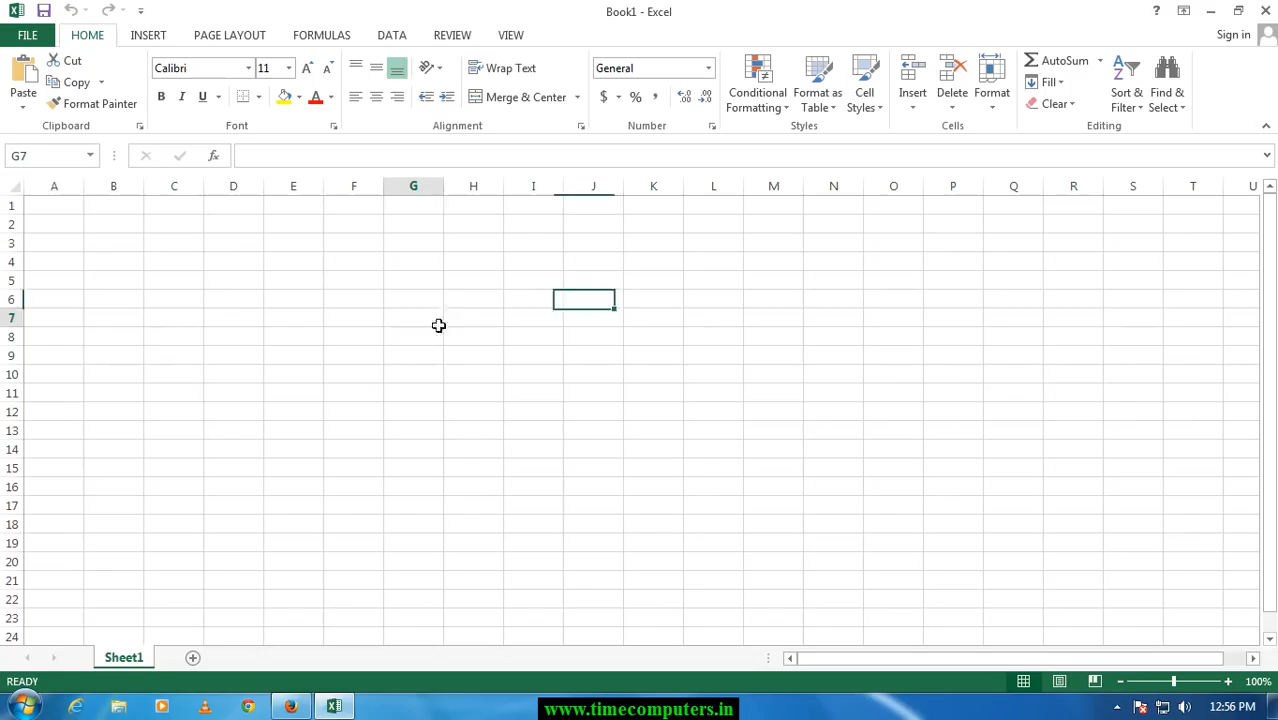 Book1 - Excel
?
FILE HOME INSERT PAGE LAYOUT FORMULAS DATA REVIEW VIEW Sign in
Paste
Cut
Copy
Format Painter
Clipboard
Calibri 11
B I U A
Font
Wrap Text
Merge & Center
Alignment
General
$ % ,
Number
Conditional Formatting
Format as Table
Cell Styles
Styles
Insert
Delete
Format
Cells
AutoSum
Fill
Clear
Sort & Filter
Find & Select
Editing
G7
fx
A B C D E F G H I J K L M N O P Q R S T U
1
2
3
4
5
6
7
8
9
10
11
12
13
14
15
16
17
18
19
20
21
22
23
24
Sheet1
READY
100%
www.timecomputers.in
12:56 PM